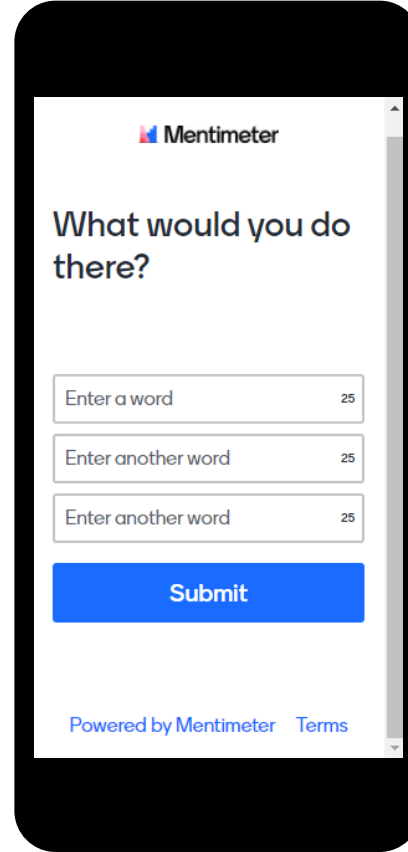 Mentimeter
What would you do
there?
Enter a word 25
Enter another word 25
Enter another word 25
Submit
Powered by Mentimeter Terms